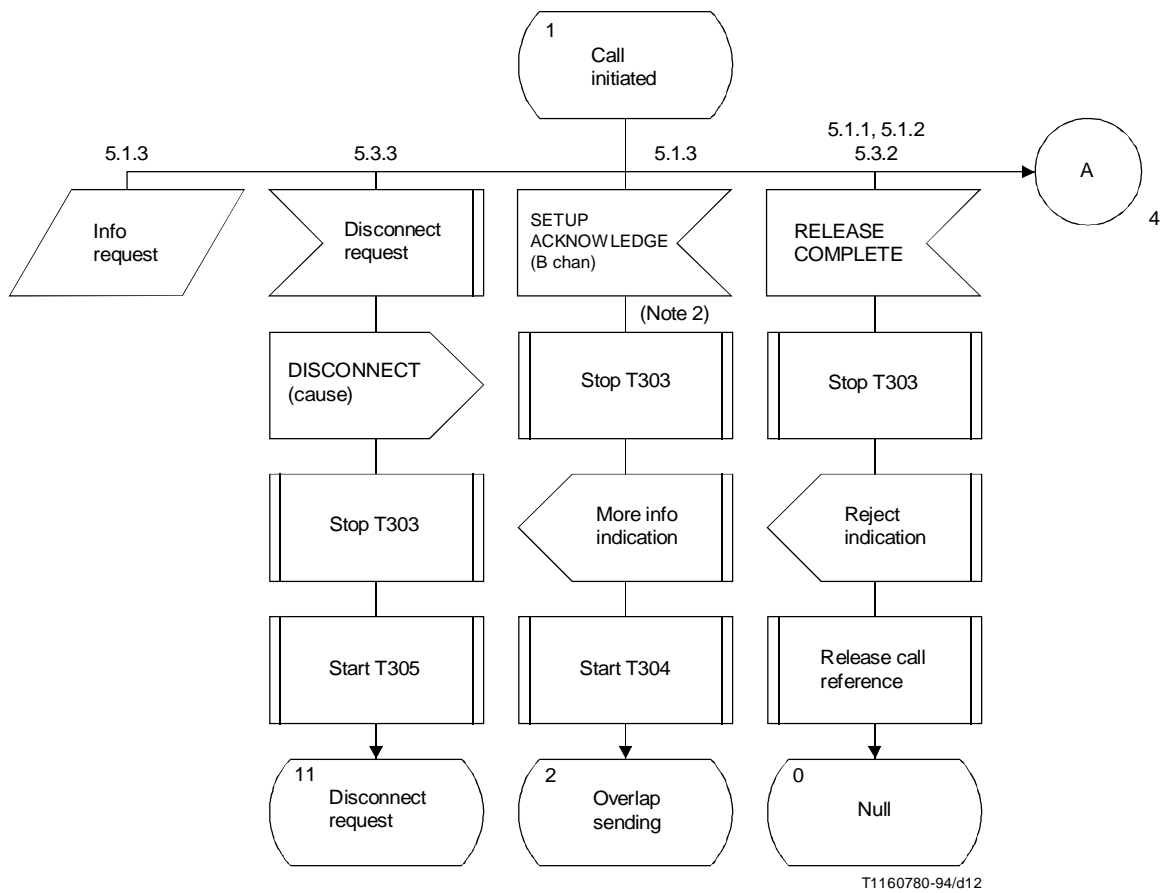 1
Call
initiated
5.1.3
5.3.3
5.1.3
5.1.1, 5.1.2
5.3.2
A
4
Info
request
Disconnect
request
SETUP
ACKNOWLEDGE
(B chan)
RELEASE
COMPLETE
(Note 2)
DISCONNECT
(cause)
Stop T303
Stop T303
Stop T303
More info
indication
Reject
indication
Start T305
Start T304
Release call
reference
11
Disconnect
request
2
Overlap
sending
0
Null
T1160780-94/d12